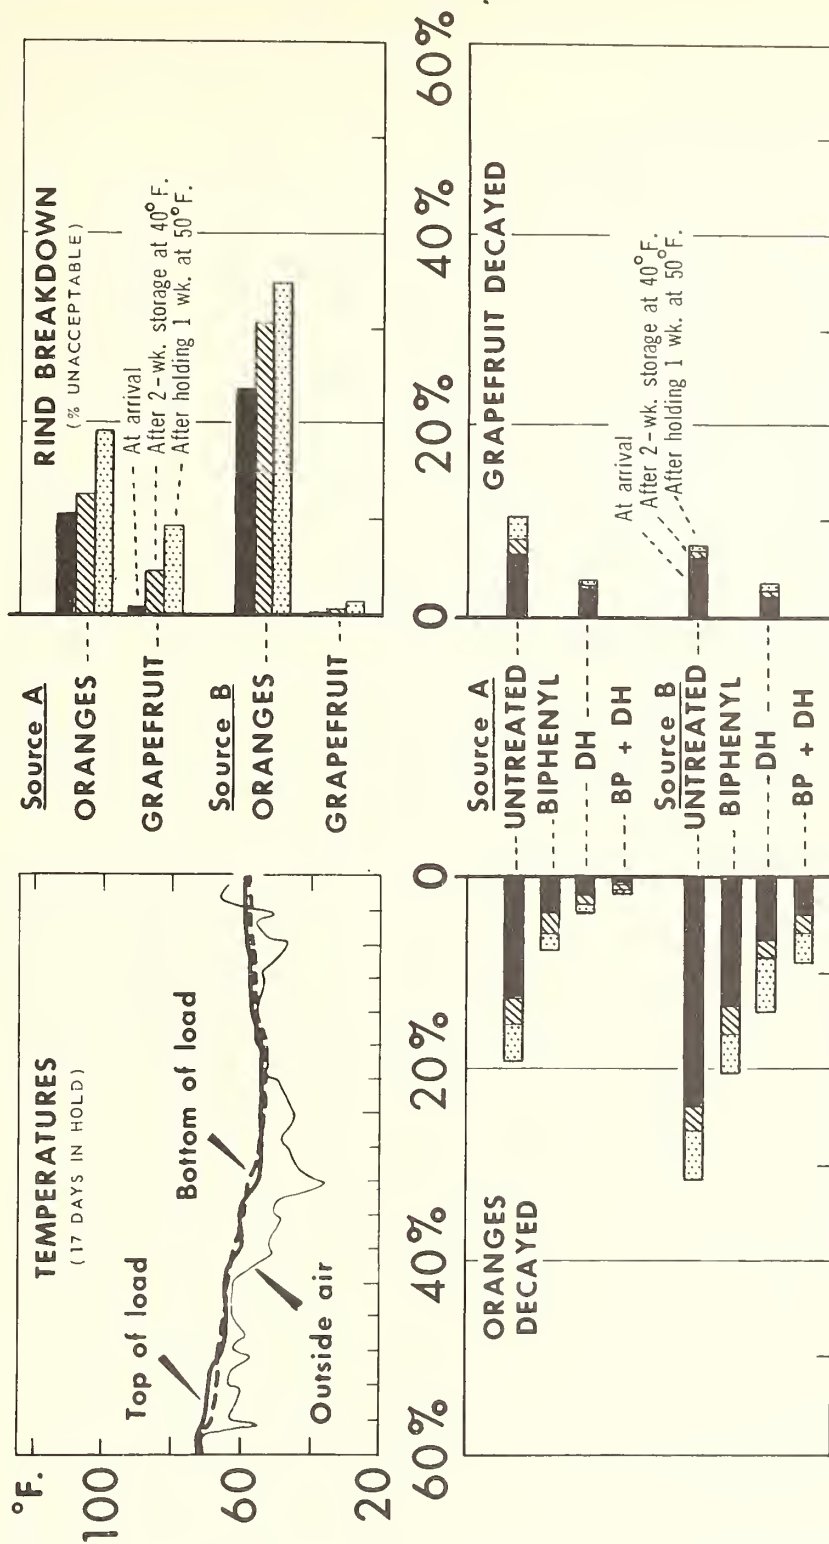 °F.
100
60
20
TEMPERATURES
(17 DAYS IN HOLD)
Top of load
Bottom of load
Outside air
Source A
ORANGES
GRAPEFRUIT
Source B
ORANGES
GRAPEFRUIT
RIND BREAKDOWN
(% UNACCEPTABLE)
At arrival
After 2-wk. storage at 40°F.
After holding 1 wk. at 50°F.
60% 40% 20% 0
0 20% 40% 60%
ORANGES
DECAYED
Source A
UNTREATED
BIPHENYL
DH
BP + DH
Source B
UNTREATED
BIPHENYL
DH
BP + DH
GRAPEFRUIT DECAYED
At arrival
After 2-wk. storage at 40°F.
After holding 1 wk. at 50°F.